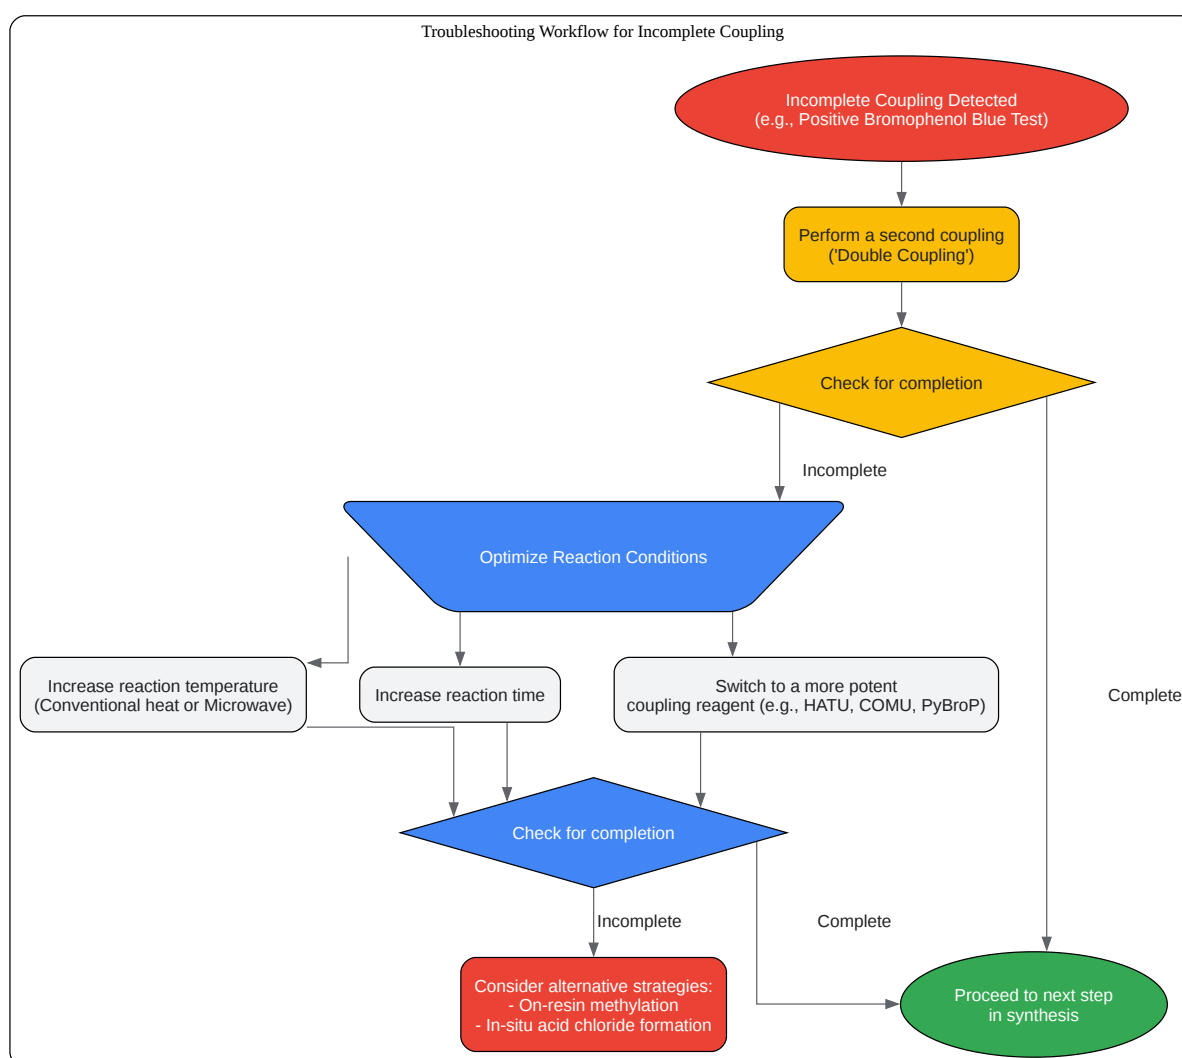 Troubleshooting Workflow for Incomplete Coupling
Incomplete Coupling Detected
(e.g., Positive Bromophenol Blue Test)
Perform a second coupling
('Double Coupling')
Check for completion
Incomplete
Optimize Reaction Conditions
Increase reaction temperature
(Conventional heat or Microwave)
Increase reaction time
Switch to a more potent
coupling reagent (e.g., HATU, COMU, PyBroP)
Complete
Check for completion
Incomplete
Complete
Consider alternative strategies:
- On-resin methylation
- In-situ acid chloride formation
Proceed to next step
in synthesis